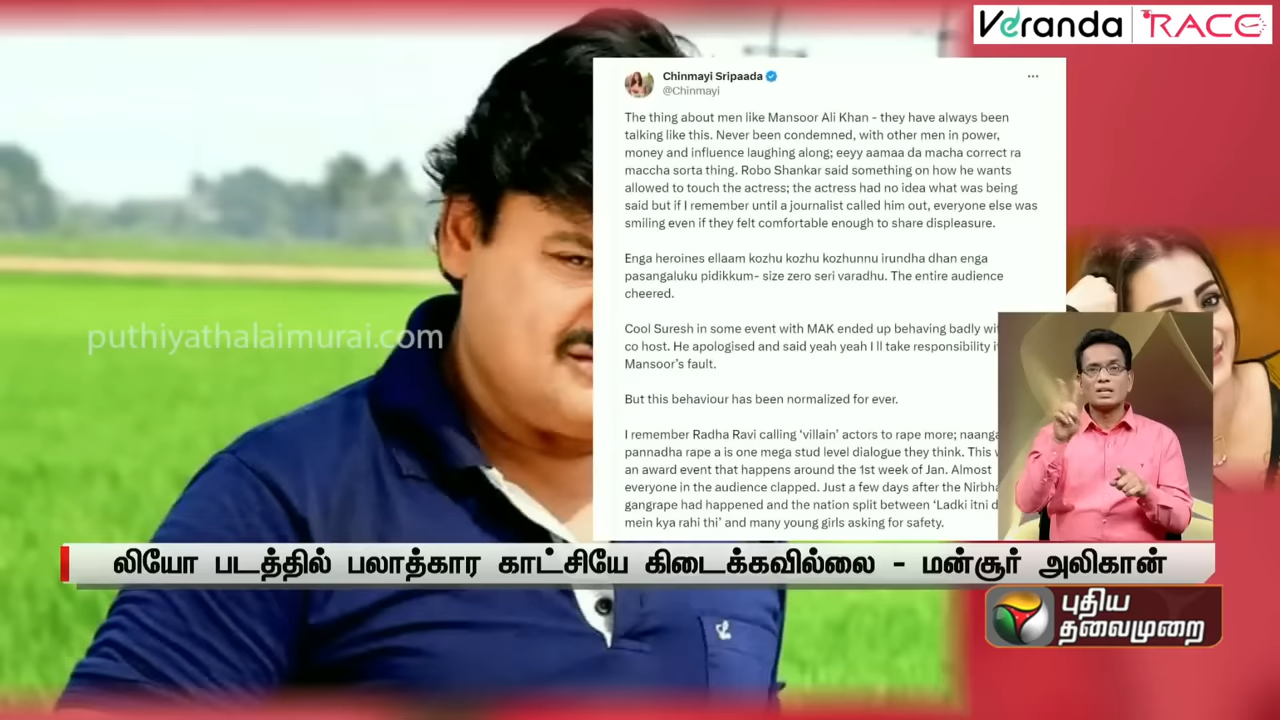 Veranda RACE
Chinmayi Sripaada
@Chinmayi
The thing about men like Mansoor Ali Khan - they have always been
talking like this. Never been condemned, with other men in power,
money and influence laughing along; eeyy aamaa da macha correct ra
maccha sorta thing. Robo Shankar said something on how he wants
allowed to touch the actress; the actress had no idea what was being
said but if I remember until a journalist called him out, everyone else was
smiling even if they felt comfortable enough to share displeasure.
Enga heroines ellaam kozhu kozhu kozhunnu irundha dhan enga
pasangaluku pidikkum- size zero seri varadhu. The entire audience
cheered.
Cool Suresh in some event with MAK ended up behaving badly
co host. He apologised and said yeah yeah I ll take responsibility
Mansoor's fault.
But this behaviour has been normalized for ever.
I remember Radha Ravi calling ‘villain’ actors to rape more; naanga
pannadha rape a is one mega stud level dialogue they think. This
an award event that happens around the 1st week of Jan. Almost
everyone in the audience clapped. Just a few days after the
gangrape had happened and the nation split between ‘Ladki itni
mein kya rahi thi’ and many young girls asking for safety.
puthiyathalaimurai.com
லியோ படத்தில் பலாத்கார காட்சியே கிடைக்கவில்லை - மன்சூர் அலிகான்
புதிய
தலைமுறை